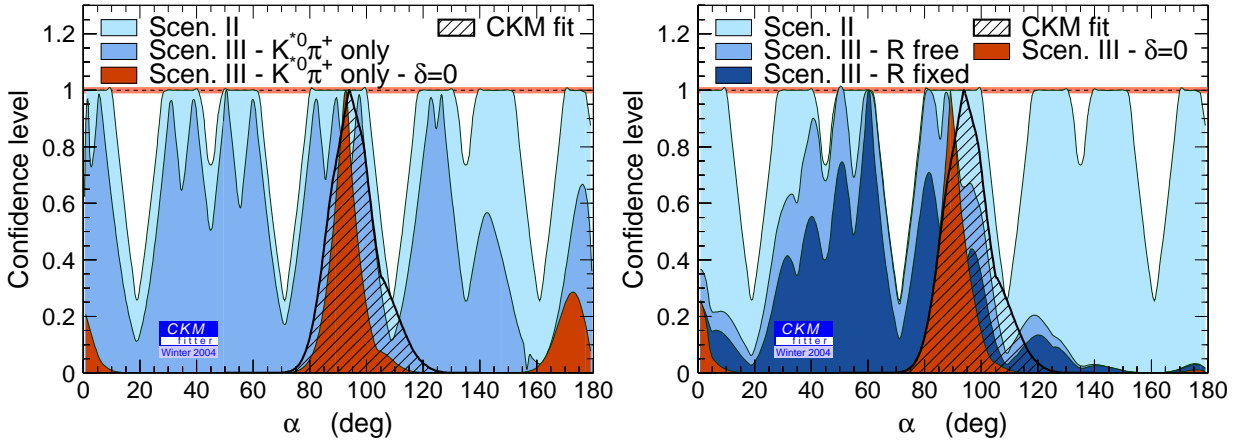 Scen. II
CKM fit
Scen. III - K*0π+ only
Scen. III - K*0π+ only - δ=0
Confidence level
1.2
1
0.8
0.6
0.4
0.2
0
CKM
fitter
Winter 2004
0 20 40 60 80 100 120 140 160 180
α (deg)
Scen. II
CKM fit
Scen. III - R free
Scen. III - δ=0
Scen. III - R fixed
Confidence level
1.2
1
0.8
0.6
0.4
0.2
0
CKM
fitter
Winter 2004
0 20 40 60 80 100 120 140 160 180
α (deg)